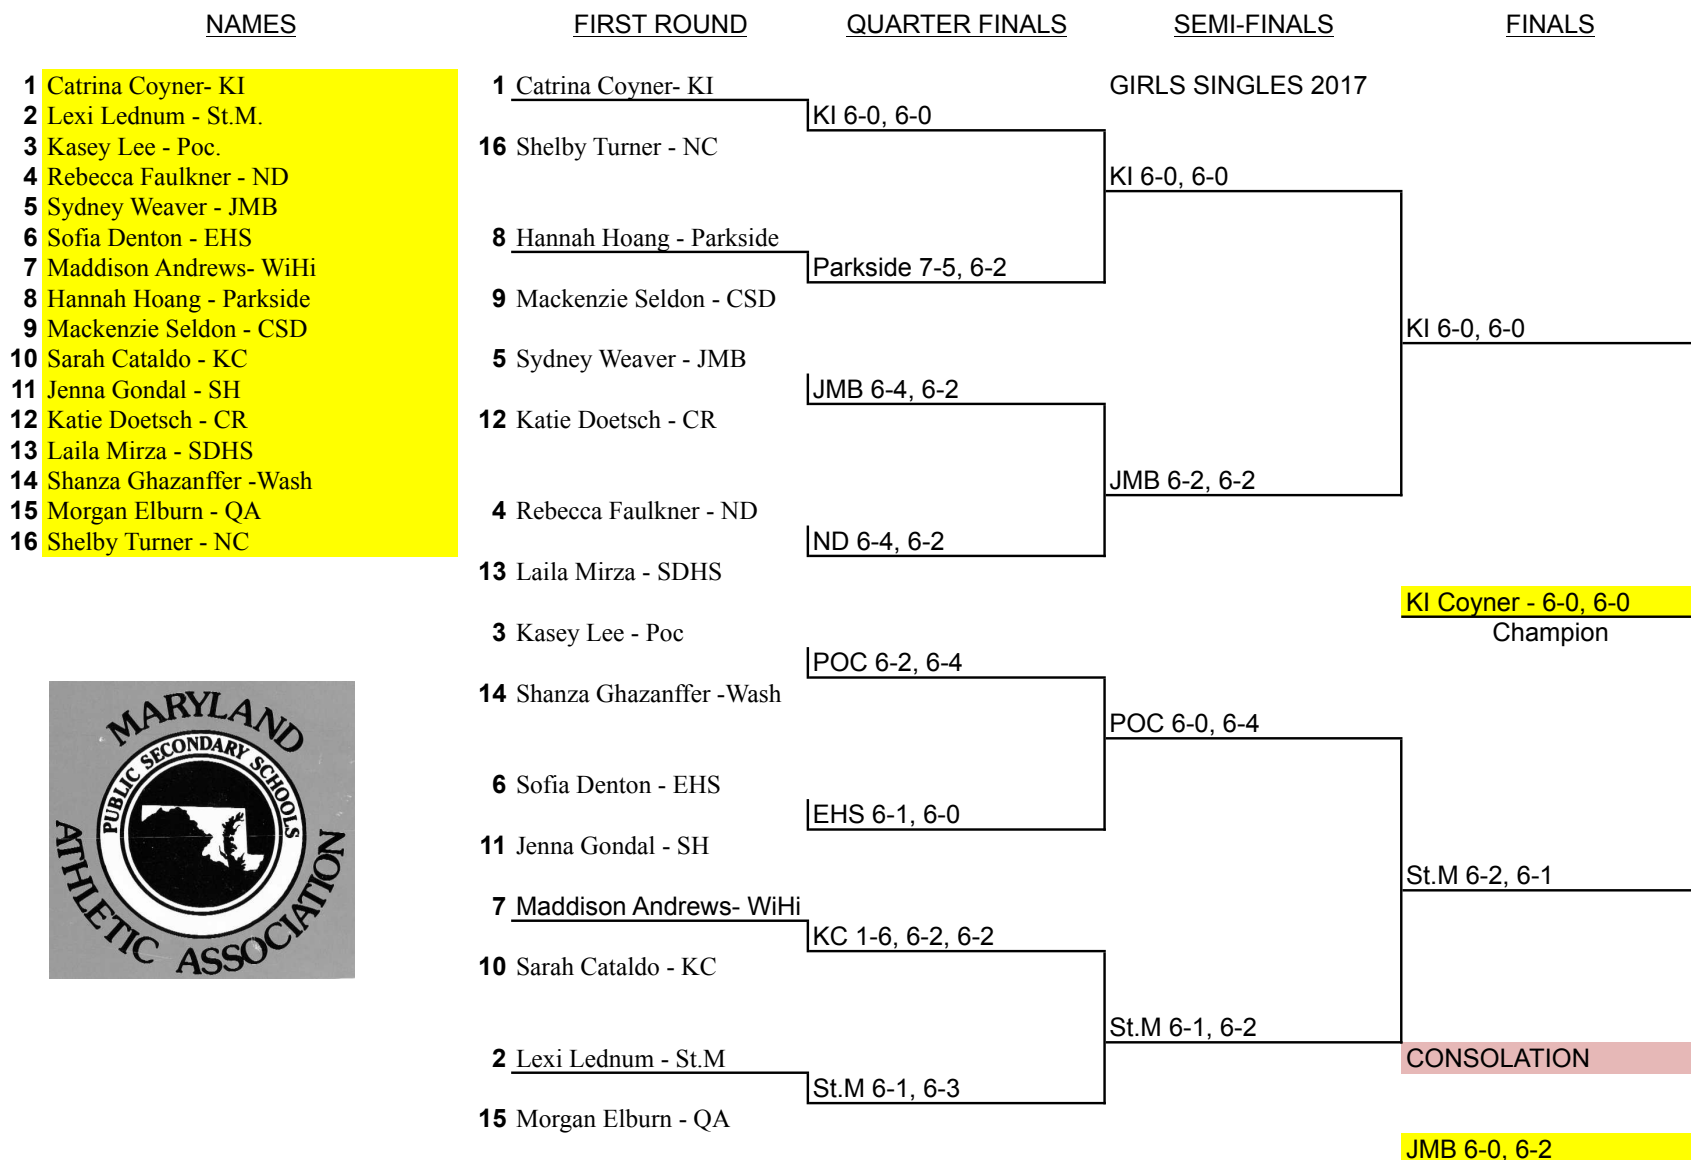 NAMES FIRST ROUND QUARTER FINALS SEMI-FINALS FINALS
1 Catrina Coyner- KI
2 Lexi Lednum - St.M.
3 Kasey Lee - Poc.
4 Rebecca Faulkner - ND
5 Sydney Weaver - JMB
6 Sofia Denton - EHS
7 Maddison Andrews- WiHi
8 Hannah Hoang - Parkside
9 Mackenzie Seldon - CSD
10 Sarah Cataldo - KC
11 Jenna Gondal - SH
12 Katie Doetsch - CR
13 Laila Mirza - SDHS
14 Shanza Ghazanffer -Wash
15 Morgan Elburn - QA
16 Shelby Turner - NC
MARYLAND
PUBLIC SECONDARY SCHOOLS
ATHLETIC ASSOCIATION
1 Catrina Coyner- KI
16 Shelby Turner - NC
8 Hannah Hoang - Parkside
9 Mackenzie Seldon - CSD
5 Sydney Weaver - JMB
12 Katie Doetsch - CR
4 Rebecca Faulkner - ND
13 Laila Mirza - SDHS
3 Kasey Lee - Poc
14 Shanza Ghazanffer -Wash
6 Sofia Denton - EHS
11 Jenna Gondal - SH
7 Maddison Andrews- WiHi
10 Sarah Cataldo - KC
2 Lexi Lednum - St.M
15 Morgan Elburn - QA
KI 6-0, 6-0
Parkside 7-5, 6-2
JMB 6-4, 6-2
ND 6-4, 6-2
POC 6-2, 6-4
EHS 6-1, 6-0
KC 1-6, 6-2, 6-2
St.M 6-1, 6-3
GIRLS SINGLES 2017
KI 6-0, 6-0
JMB 6-2, 6-2
POC 6-0, 6-4
St.M 6-1, 6-2
KI 6-0, 6-0
KI Coyner - 6-0, 6-0
Champion
St.M 6-2, 6-1
CONSOLATION
JMB 6-0, 6-2